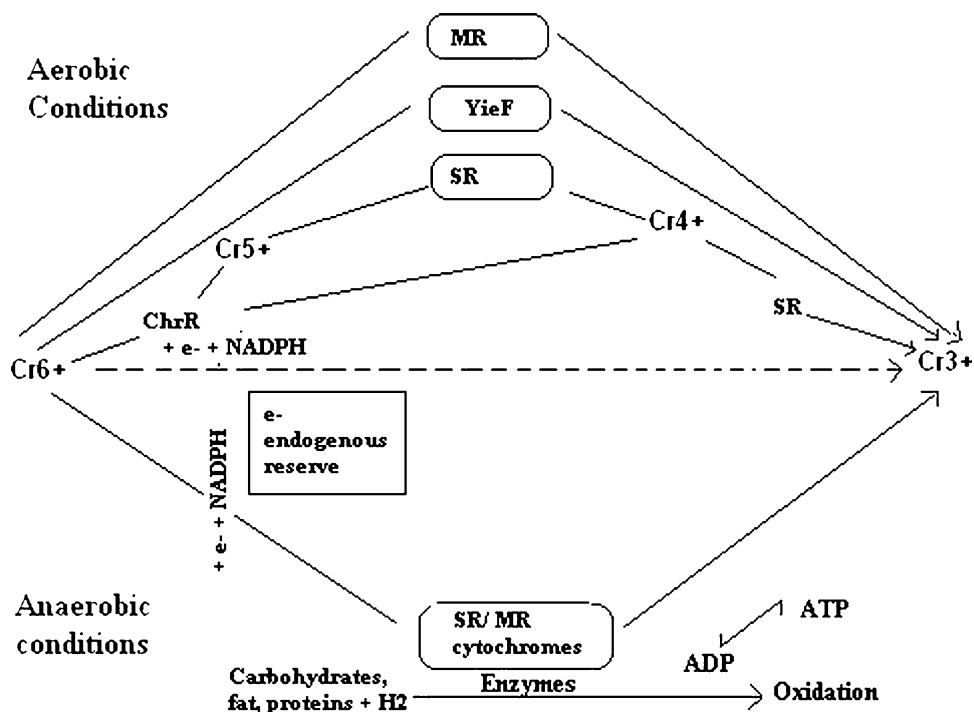 MR
Aerobic
Conditions
YieF
SR
Cr4+
Cr5+
ChrR
SR
+ e- + NADPH
Cr6+
Cr3+
e-
endogenous
reserve
+ e- + NADPH
Anaerobic
conditions
SR/ MR
cytochromes
ATP
ADP
Carbohydrates,
fat, proteins + H2
Enzymes
Oxidation